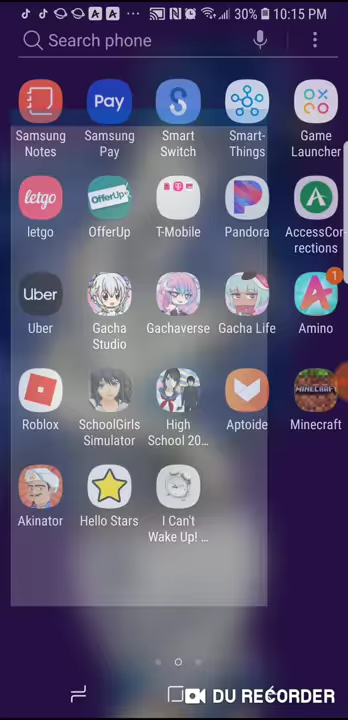 30% 10:15 PM
Search phone
Samsung Notes
Samsung Pay
Pay
Smart Switch
Smart-Things
Game Launcher
letgo
letgo
OfferUp
OfferUp
T-Mobile
Pandora
AccessCorrections
Uber
Uber
Gacha Studio
Gachaverse
Gacha Life
1
Amino
Roblox
SchoolGirls Simulator
High School 20...
Aptoide
MINECRAFT
Minecraft
Akinator
Hello Stars
I Can't Wake Up! ...
DU RECORDER